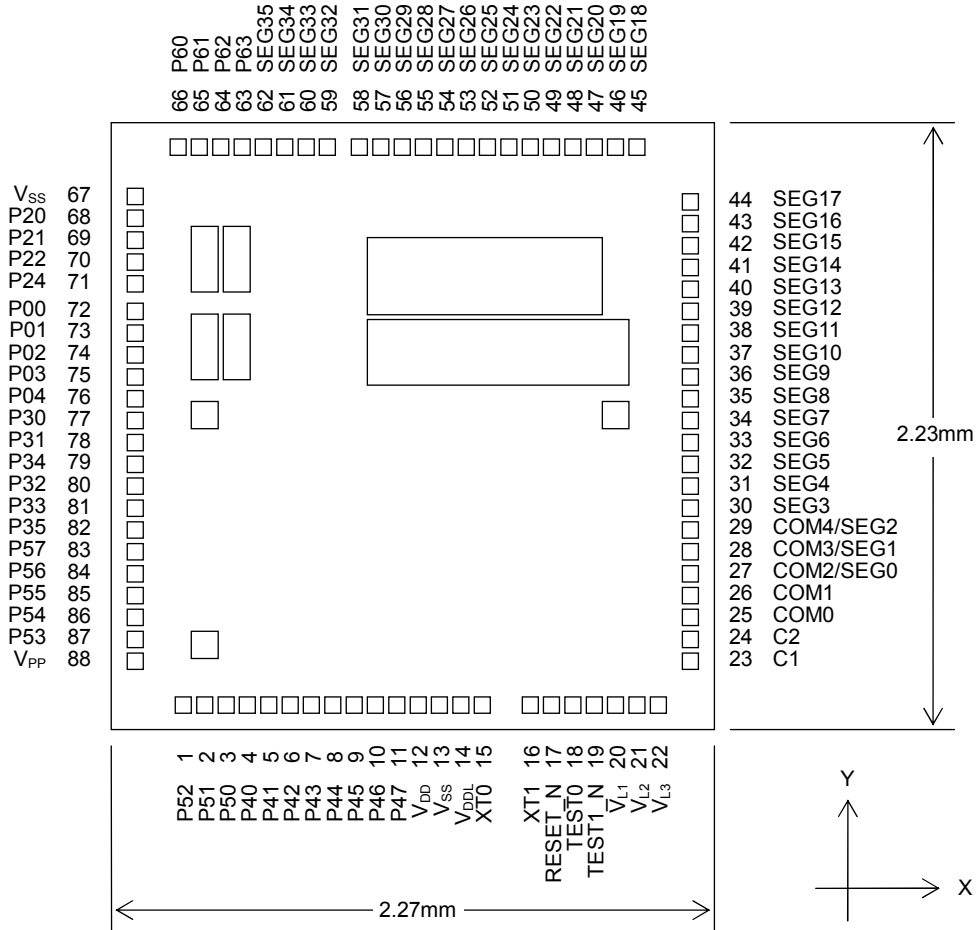 P60
P61
P62
P63
SEG35
SEG34
SEG33
SEG32
SEG31
SEG30
SEG29
SEG28
SEG27
SEG26
SEG25
SEG24
SEG23
SEG22
SEG21
SEG20
SEG19
SEG18
66
65
64
63
62
61
60
59
58
57
56
55
54
53
52
51
50
49
48
47
46
45
VSS 67
P20 68
P21 69
P22 70
P24 71
P00 72
P01 73
P02 74
P03 75
P04 76
P30 77
P31 78
P34 79
P32 80
P33 81
P35 82
P57 83
P56 84
P55 85
P54 86
P53 87
VPP 88
44 SEG17
43 SEG16
42 SEG15
41 SEG14
40 SEG13
39 SEG12
38 SEG11
37 SEG10
36 SEG9
35 SEG8
34 SEG7
33 SEG6
32 SEG5
31 SEG4
30 SEG3
29 COM4/SEG2
28 COM3/SEG1
27 COM2/SEG0
26 COM1
25 COM0
24 C2
23 C1
2.23mm
1
2
3
4
5
6
7
8
9
10
11
12
13
14
15
16
17
18
19
20
21
22
P52
P51
P50
P40
P41
P42
P43
P44
P45
P46
P47
VDD
VSS
VDDL
XT0
XT1
RESET_N
TEST0
TEST1_N
VL1
VL2
VL3
Y
X
2.27mm